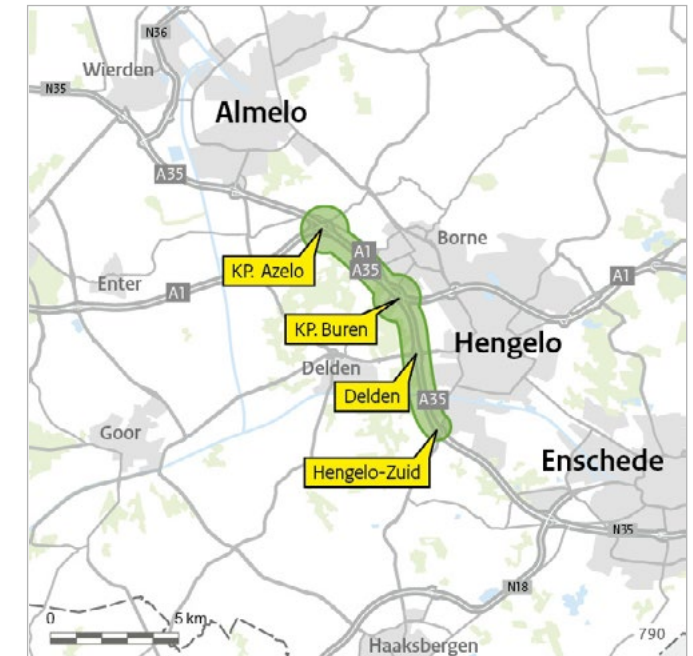 N36
Wierden
N35
Almelo
A35
Borne
KP. Azelo
A1
A35
Enter
A1
A1
KP. Buren
Hengelo
Delden
Delden
A35
Goor
Hengelo-Zuid
Enschede
N35
N18
0
5 km
790
Haaksbergen